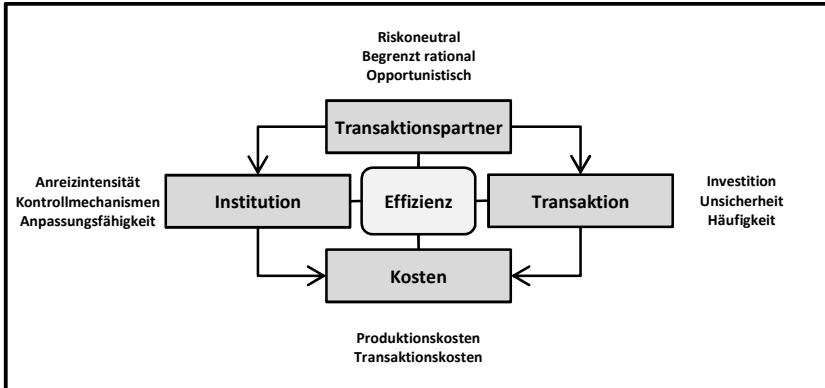 Riskoneutral
Begrenzt rational
Opportunistisch
Transaktionspartner
Anreizintensität
Kontrollmechanismen
Anpassungsfähigkeit
Institution
Effizienz
Transaktion
Investition
Unsicherheit
Häufigkeit
Kosten
Produktionskosten
Transaktionskosten